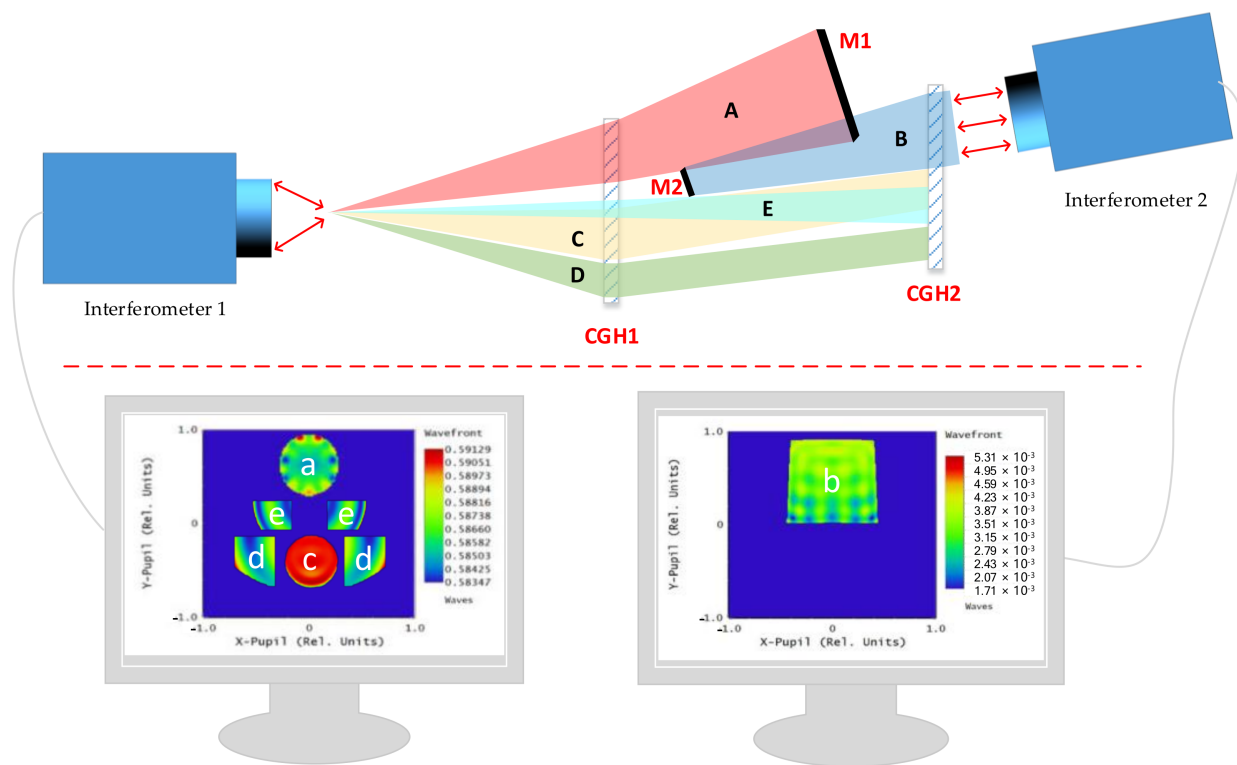 M1
A
B
M2
E
C
D
Interferometer 1
Interferometer 2
CGH1
CGH2
Wavefront
0.59129
0.59051
0.58973
0.58894
0.58816
0.58738
0.58660
0.58582
0.58503
0.58425
0.58347
Waves
Y-Pupil (Rel. Units)
1.0
0
-1.0
a
e e
d c d
-1.0 0 1.0
X-Pupil (Rel. Units)
Wavefront
5.31 × 10⁻³
4.95 × 10⁻³
4.59 × 10⁻³
4.23 × 10⁻³
3.87 × 10⁻³
3.51 × 10⁻³
3.15 × 10⁻³
2.79 × 10⁻³
2.43 × 10⁻³
2.07 × 10⁻³
1.71 × 10⁻³
Waves
Y-Pupil (Rel. Units)
1.0
0
-1.0
b
-1.0 0 1.0
X-Pupil (Rel. Units)